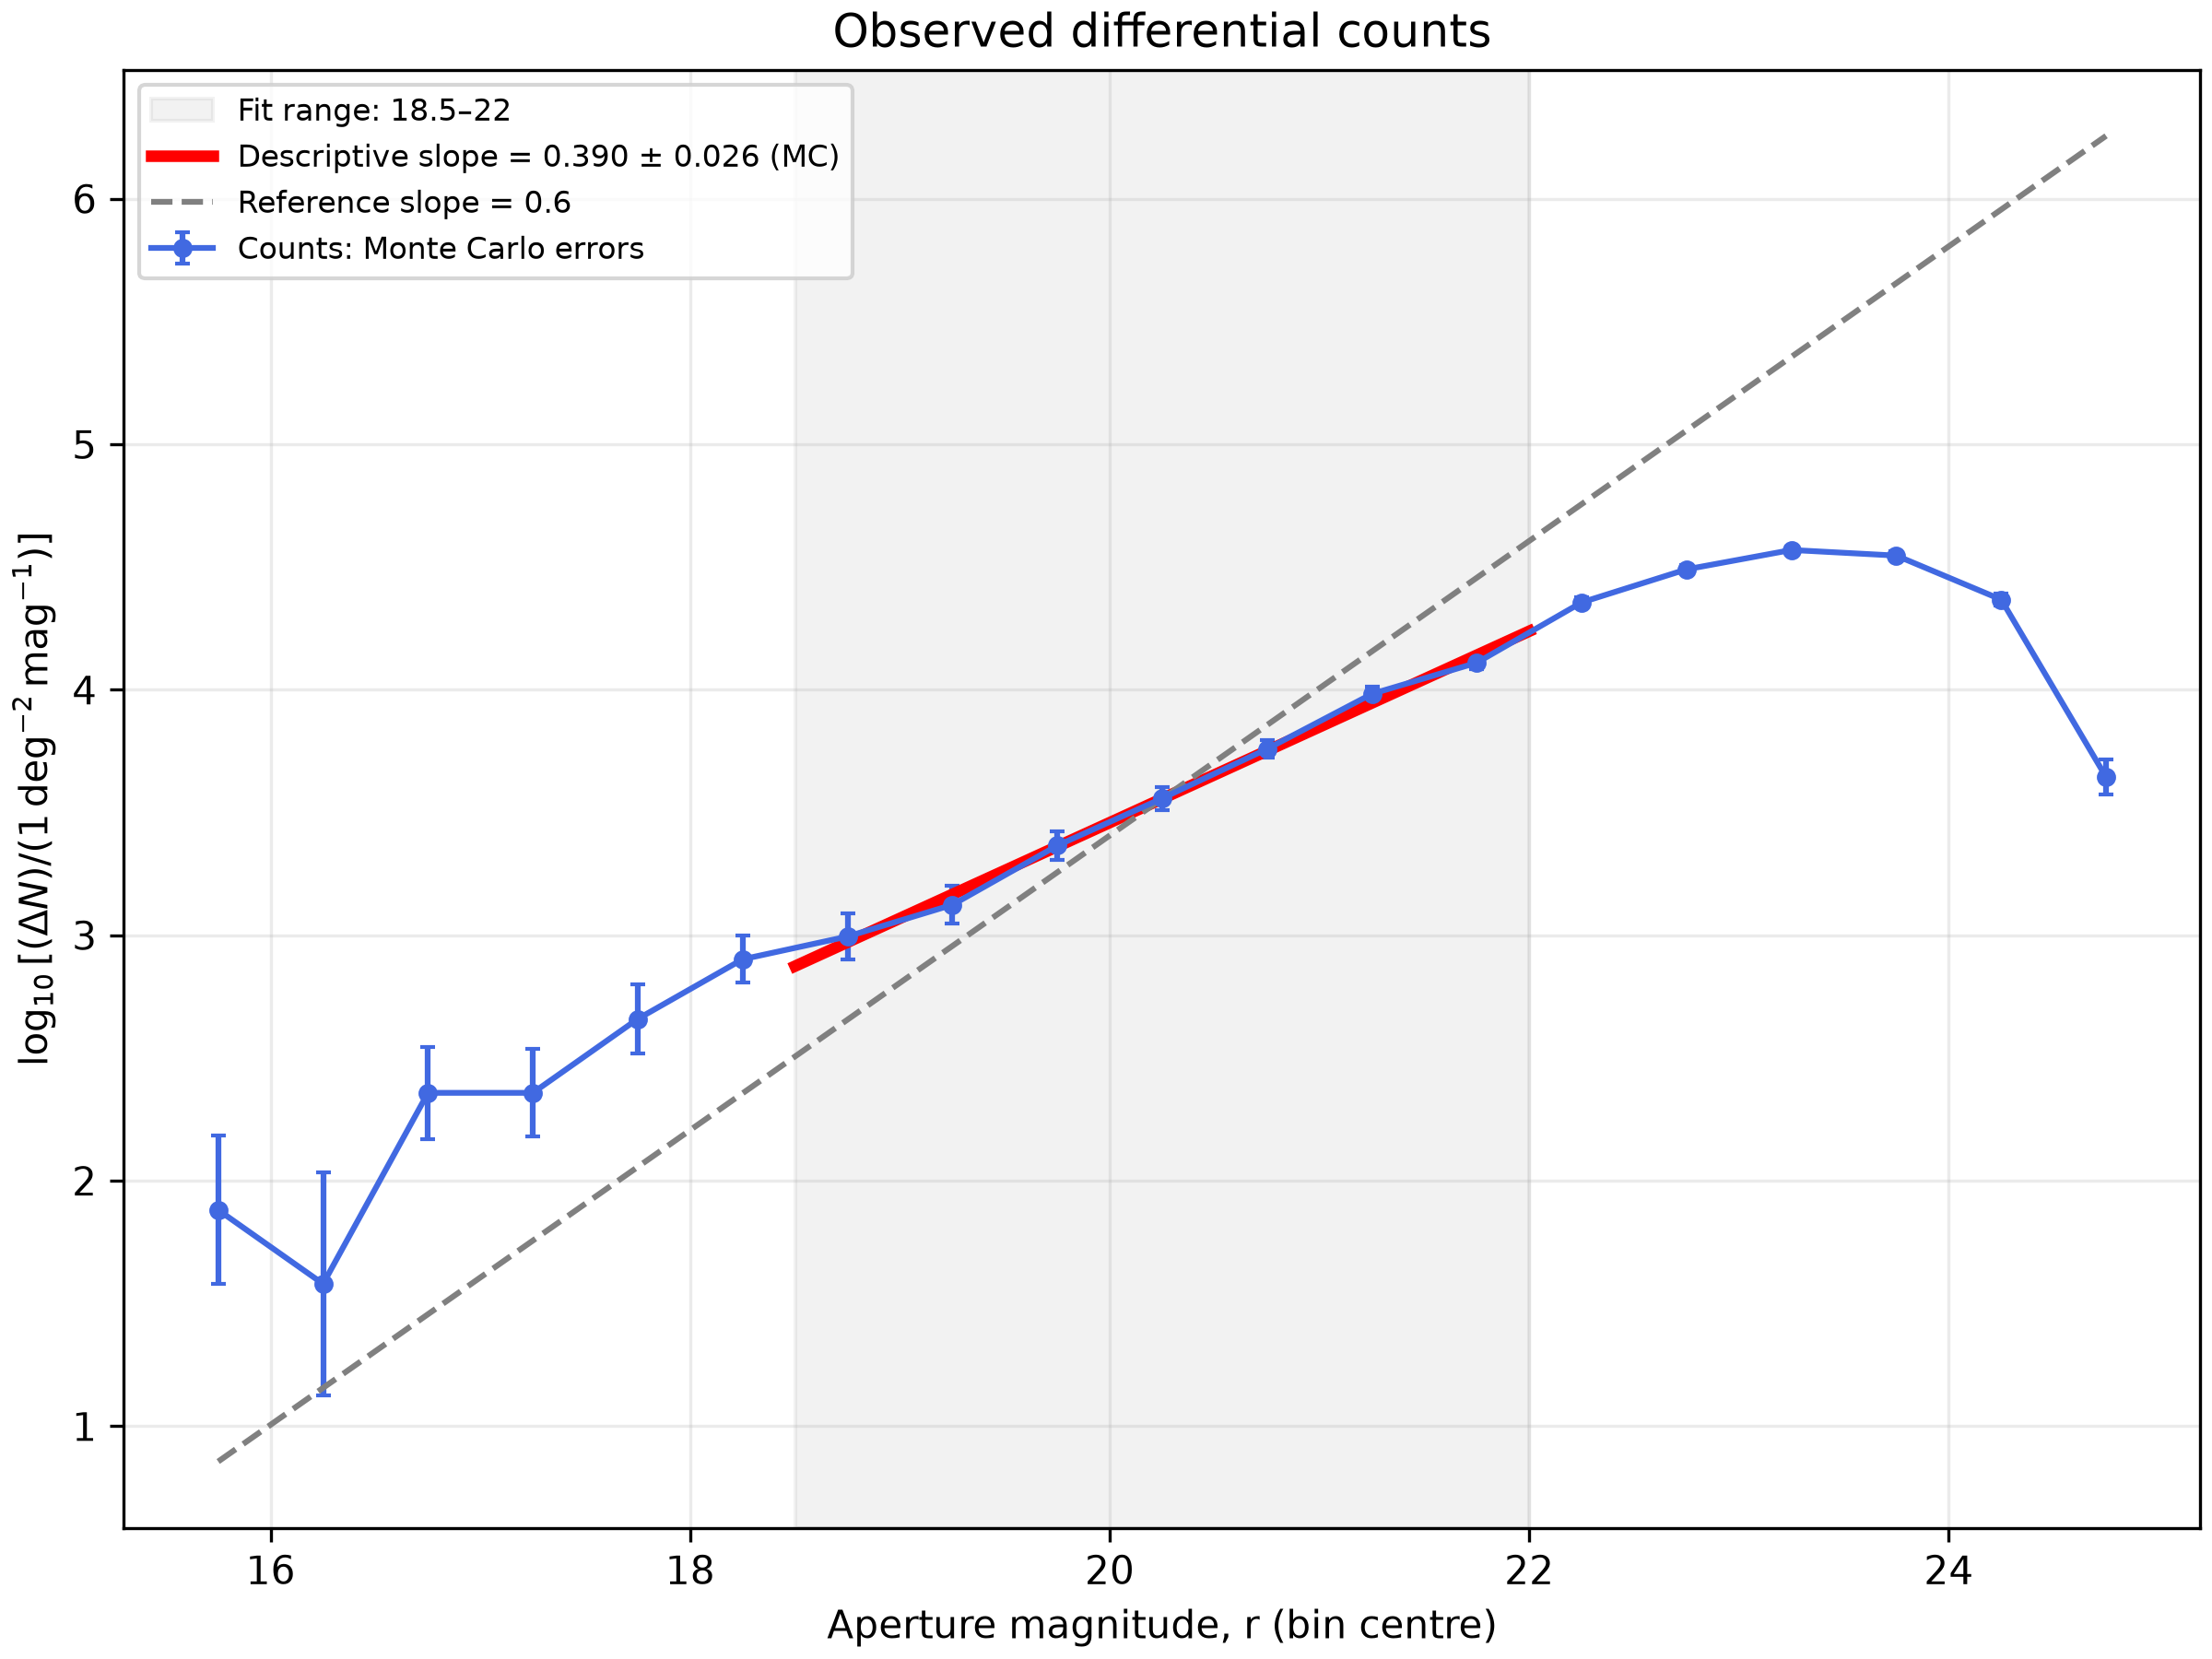 Observed differential counts
Fit range: 18.5–22
Descriptive slope = 0.390 ± 0.026 (MC)
Reference slope = 0.6
Counts: Monte Carlo errors
6
5
4
3
2
1
log₁₀ [(ΔN)/(1 deg⁻² mag⁻¹)]
16 18 20 22 24
Aperture magnitude, r (bin centre)